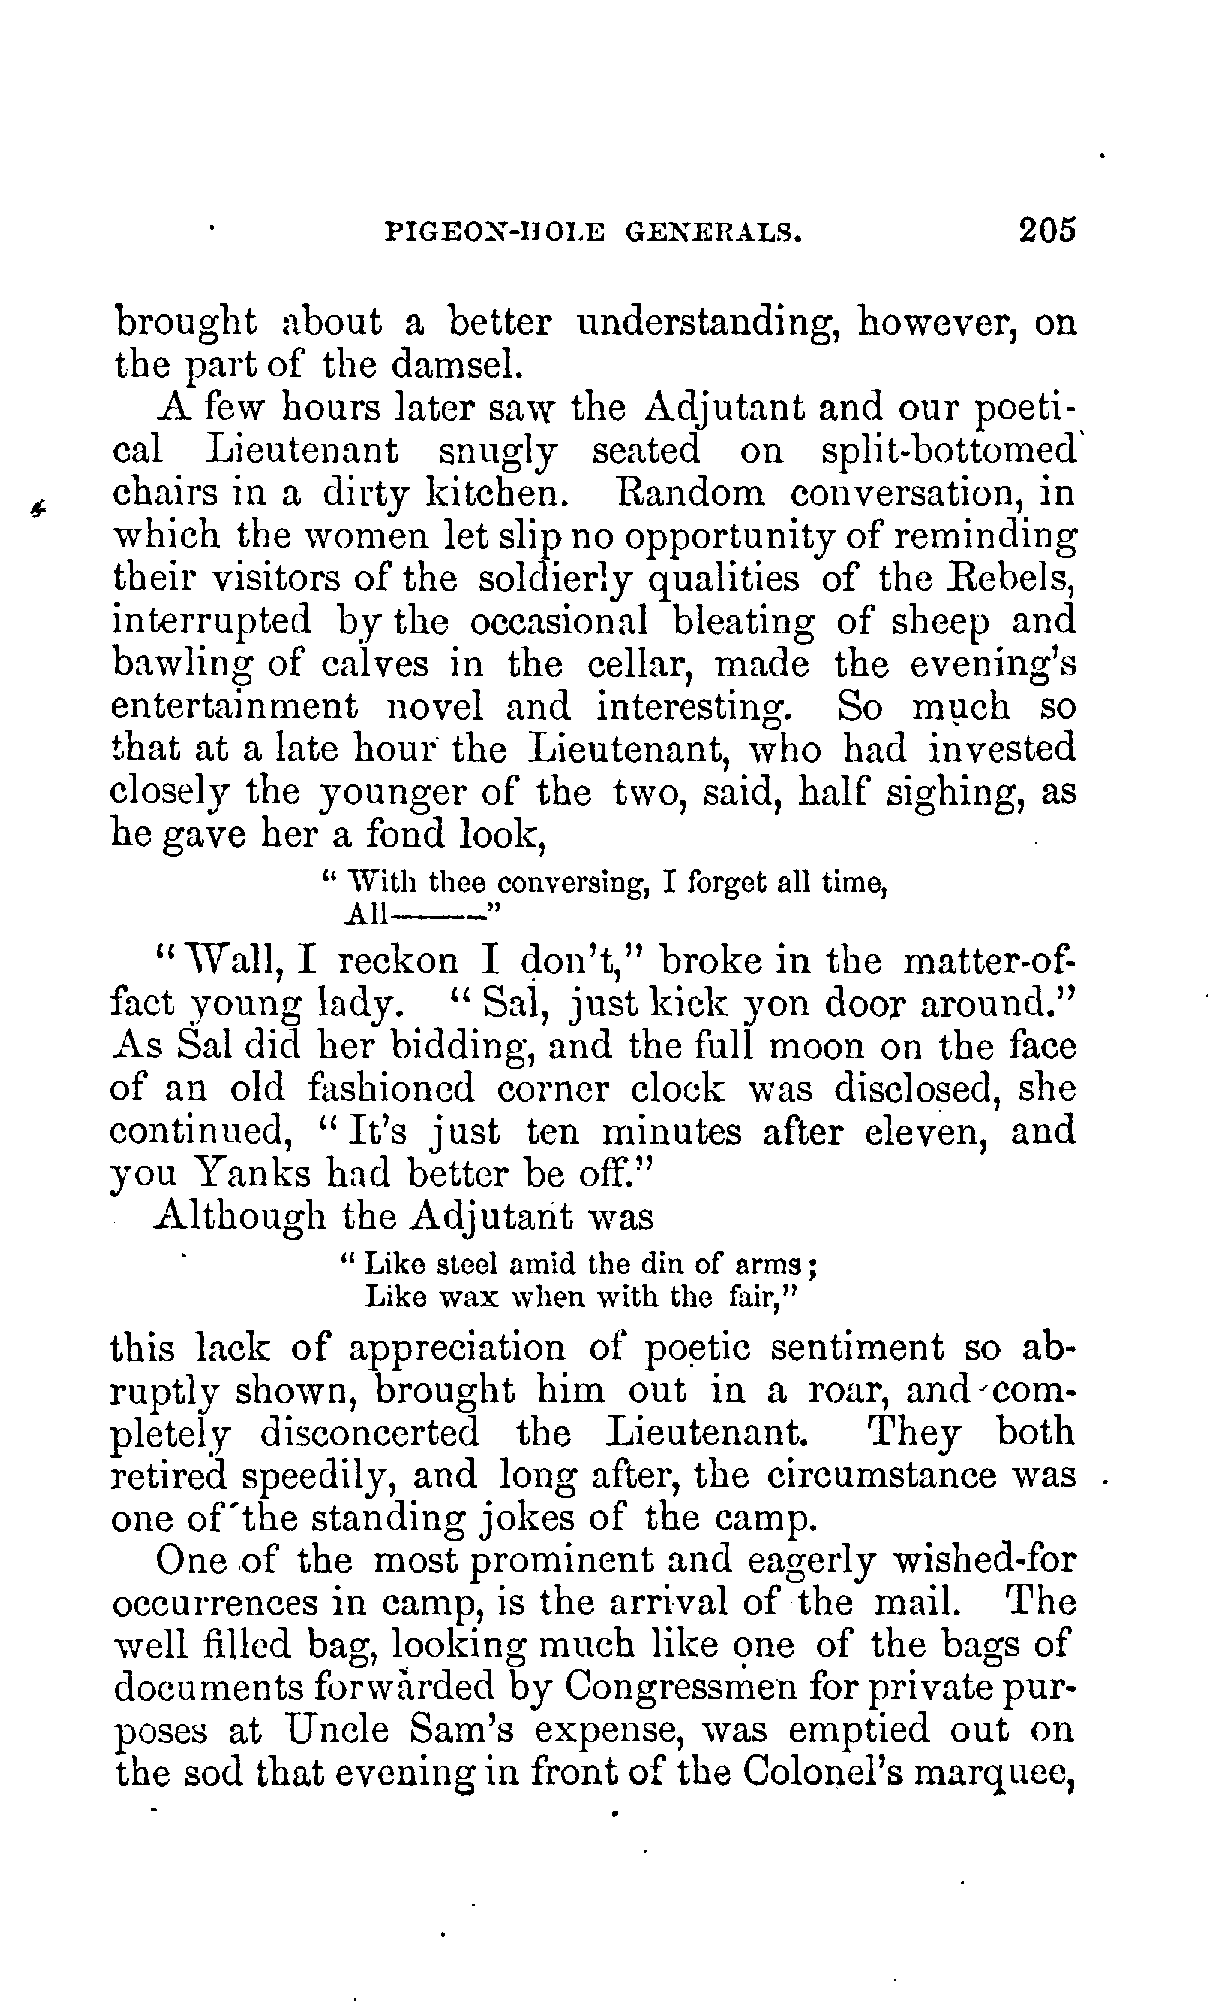 PIGEON-HOLE GENERALS. 205
brought about a better understanding, however, on
the part of the damsel.
A few hours later saw the Adjutant and our poeti-
cal Lieutenant snugly seated on split-bottomed
chairs in a dirty kitchen. Random conversation, in
which the women let slip no opportunity of reminding
their visitors of the soldierly qualities of the Rebels,
interrupted by the occasional bleating of sheep and
bawling of calves in the cellar, made the evening's
entertainment novel and interesting. So much so
that at a late hour the Lieutenant, who had invested
closely the younger of the two, said, half sighing, as
he gave her a fond look,
" With thee conversing, I forget all time,
All———"
" Wall, I reckon I don't," broke in the matter-of-
fact young lady. " Sal, just kick yon door around."
As Sal did her bidding, and the full moon on the face
of an old fashioned corner clock was disclosed, she
continued, " It's just ten minutes after eleven, and
you Yanks had better be off."
Although the Adjutant was
" Like steel amid the din of arms;
Like wax when with the fair,"
this lack of appreciation of poetic sentiment so ab-
ruptly shown, brought him out in a roar, and com-
pletely disconcerted the Lieutenant. They both
retired speedily, and long after, the circumstance was
one of the standing jokes of the camp.
One of the most prominent and eagerly wished-for
occurrences in camp, is the arrival of the mail. The
well filled bag, looking much like one of the bags of
documents forwarded by Congressmen for private pur-
poses at Uncle Sam's expense, was emptied out on
the sod that evening in front of the Colonel's marquee,